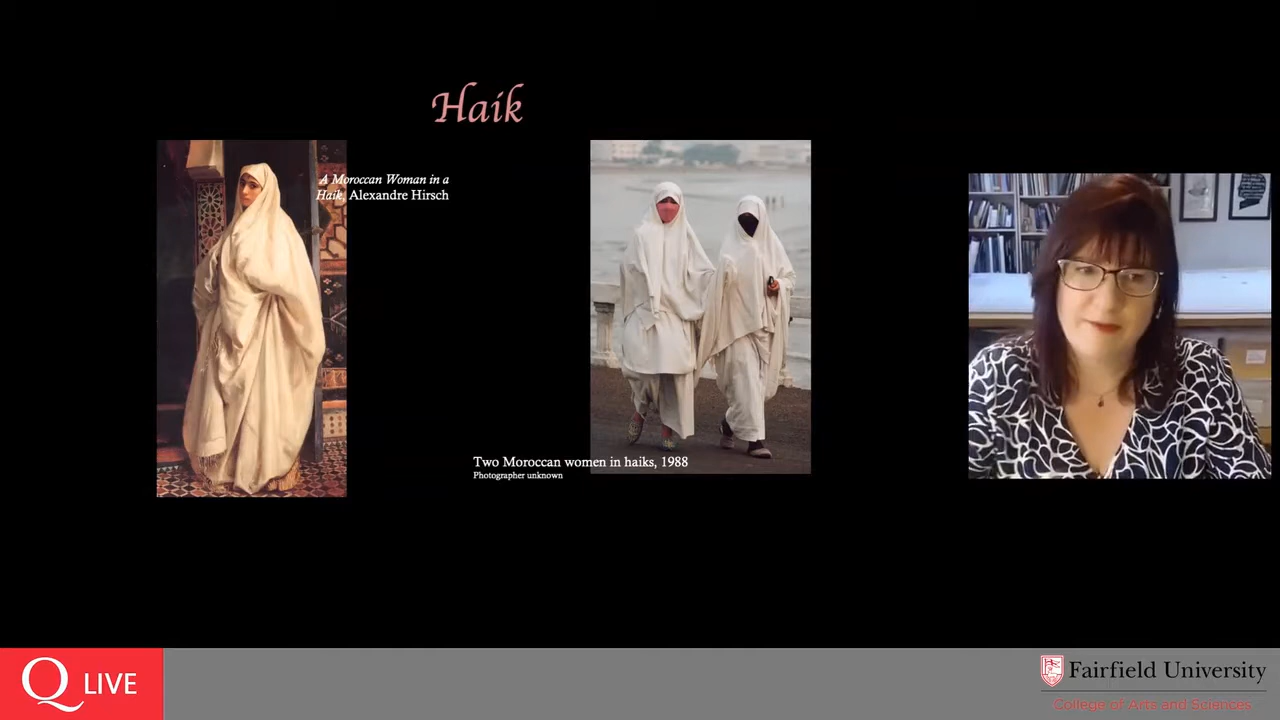 Haik
A Moroccan Woman in a
Haik, Alexandre Hirsch
Two Moroccan women in haiks, 1988
Photographer unknown
Q LIVE
Fairfield University
College of Arts and Sciences